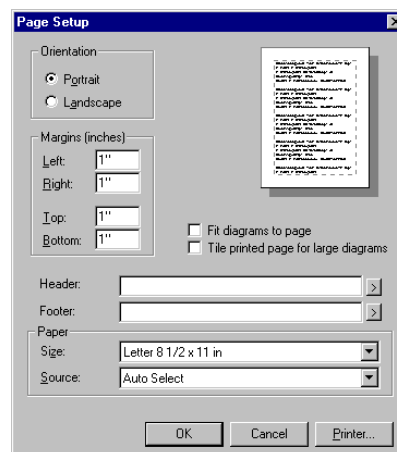 Page Setup
Orientation
Portrait
Landscape
Margins (inches)
Left: 1"
Right: 1"
Top: 1"
Bottom: 1"
Fit diagrams to page
Tile printed page for large diagrams
Header: >
Footer: >
Paper
Size: Letter 8 1/2 x 11 in
Source: Auto Select
OK Cancel Printer...